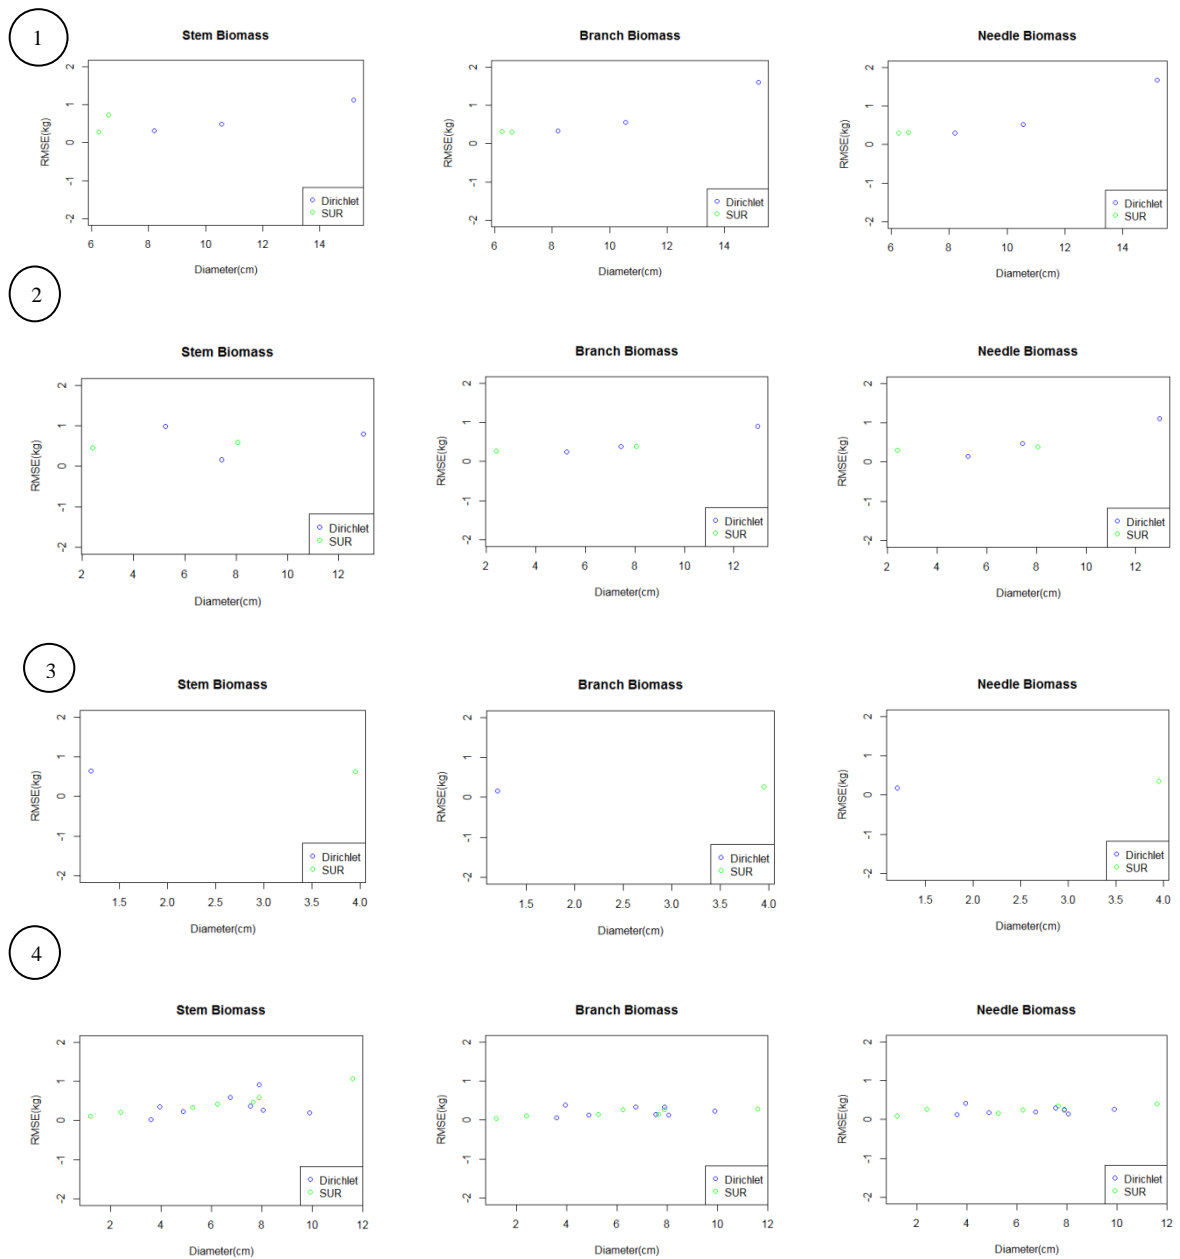 1
Stem Biomass
Branch Biomass
Needle Biomass
RMSE(kg)
2
1
0
-1
-2
Dirichlet
SUR
6 8 10 12 14
Diameter(cm)
RMSE(kg)
2
1
0
-1
-2
Dirichlet
SUR
6 8 10 12 14
Diameter(cm)
RMSE(kg)
2
1
0
-1
-2
Dirichlet
SUR
6 8 10 12 14
Diameter(cm)
2
Stem Biomass
Branch Biomass
Needle Biomass
RMSE(kg)
2
1
0
-1
-2
Dirichlet
SUR
2 4 6 8 10 12
Diameter(cm)
RMSE(kg)
2
1
0
-1
-2
Dirichlet
SUR
2 4 6 8 10 12
Diameter(cm)
RMSE(kg)
2
1
0
-1
-2
Dirichlet
SUR
2 4 6 8 10 12
Diameter(cm)
3
Stem Biomass
Branch Biomass
Needle Biomass
RMSE(kg)
2
1
0
-1
-2
Dirichlet
SUR
1.5 2.0 2.5 3.0 3.5 4.0
Diameter(cm)
RMSE(kg)
2
1
0
-1
-2
Dirichlet
SUR
1.5 2.0 2.5 3.0 3.5 4.0
Diameter(cm)
RMSE(kg)
2
1
0
-1
-2
Dirichlet
SUR
1.5 2.0 2.5 3.0 3.5 4.0
Diameter(cm)
4
Stem Biomass
Branch Biomass
Needle Biomass
RMSE(kg)
2
1
0
-1
-2
Dirichlet
SUR
2 4 6 8 10 12
Diameter(cm)
RMSE(kg)
2
1
0
-1
-2
Dirichlet
SUR
2 4 6 8 10 12
Diameter(cm)
RMSE(kg)
2
1
0
-1
-2
Dirichlet
SUR
2 4 6 8 10 12
Diameter(cm)